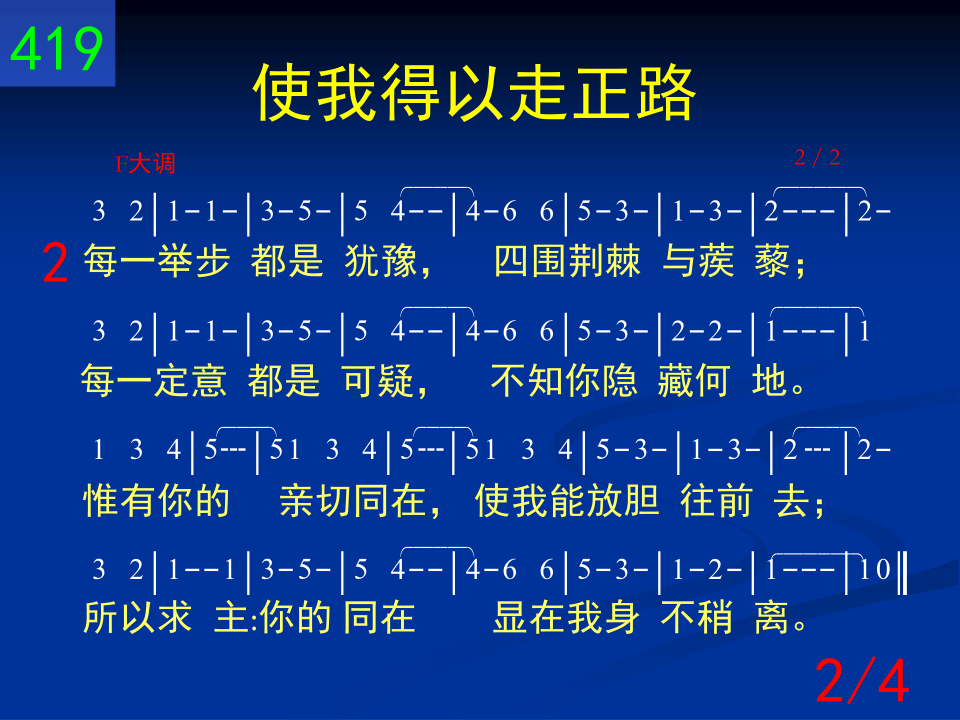 419
使我得以走正路
F大调 2/2
3 2│1-1-│3-5-│5 4--│4-6 6│5-3-│1-3-│2---│2-
2 每一举步 都是 犹豫， 四围荆棘 与蒺 藜；
3 2│1-1-│3-5-│5 4--│4-6 6│5-3-│2-2-│1---│1
每一定意 都是 可疑， 不知你隐 藏何 地。
1 3 4│5---│51 3 4│5---│51 3 4│5-3-│1-3-│2---│2-
惟有你的 亲切同在， 使我能放胆 往前 去；
3 2│1--1│3-5-│5 4--│4-6 6│5-3-│1-2-│1---│10‖
所以求 主:你的 同在 显在我身 不稍 离。
2/4